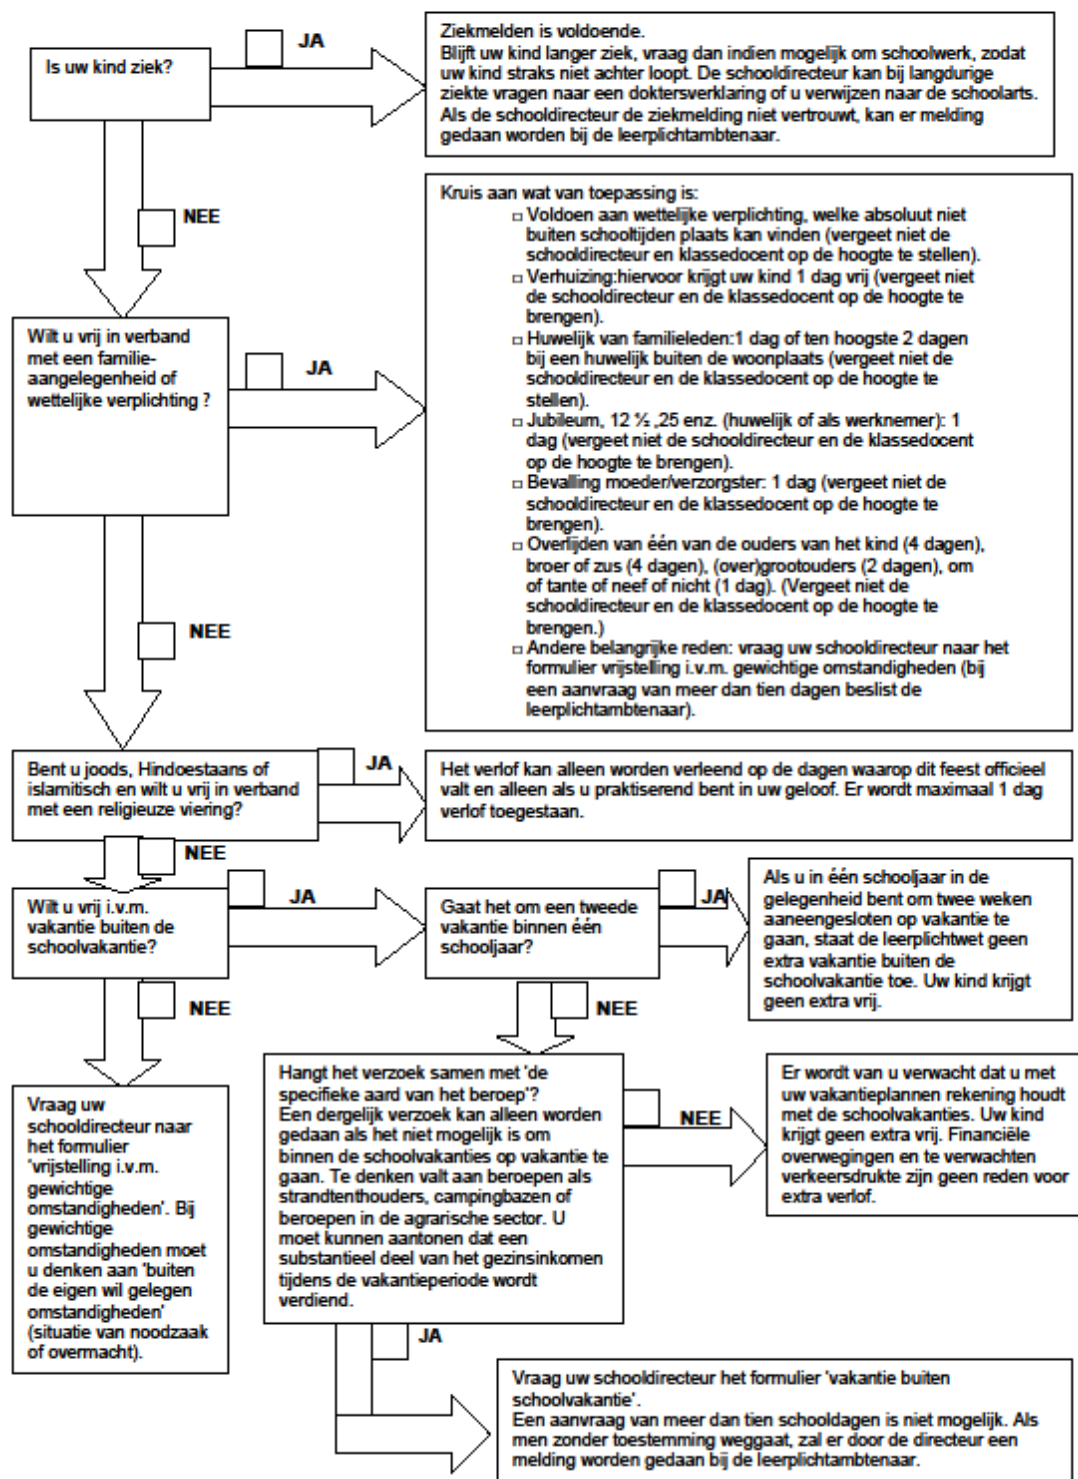 Is uw kind ziek?
JA
Ziekmelden is voldoende.
Blijft uw kind langer ziek, vraag dan indien mogelijk om schoolwerk, zodat
uw kind straks niet achter loopt. De schooldirecteur kan bij langdurige
ziekte vragen naar een doktersverklaring of u verwijzen naar de schoolarts.
Als de schooldirecteur de ziekmelding niet vertrouwt, kan er melding
gedaan worden bij de leerplichtambtenaar.
NEE
Wilt u vrij in verband
met een familie-
aangelegenheid of
wettelijke verplichting ?
JA
Kruis aan wat van toepassing is:
□ Voldoen aan wettelijke verplichting, welke absoluut niet
buiten schooltijden plaats kan vinden (vergeet niet de
schooldirecteur en klassedocent op de hoogte te stellen).
□ Verhuizing:hiervoor krijgt uw kind 1 dag vrij (vergeet niet
de schooldirecteur en de klassedocent op de hoogte te
brengen).
□ Huwelijk van familieleden:1 dag of ten hoogste 2 dagen
bij een huwelijk buiten de woonplaats (vergeet niet de
schooldirecteur en de klassedocent op de hoogte te
stellen).
□ Jubileum, 12 ½ ,25 enz. (huwelijk of als werknemer): 1
dag (vergeet niet de schooldirecteur en de klassedocent
op de hoogte te brengen).
□ Bevalling moeder/verzorgster: 1 dag (vergeet niet de
schooldirecteur en de klassedocent op de hoogte te
brengen).
□ Overlijden van één van de ouders van het kind (4 dagen),
broer of zus (4 dagen), (over)grootouders (2 dagen), om
of tante of neef of nicht (1 dag). (Vergeet niet de
schooldirecteur en de klassedocent op de hoogte te
brengen.)
□ Andere belangrijke reden: vraag uw schooldirecteur naar het
formulier vrijstelling i.v.m. gewichtige omstandigheden (bij
een aanvraag van meer dan tien dagen beslist de
leerplichtambtenaar).
NEE
Bent u joods, Hindoestaans of
islamitisch en wilt u vrij in verband
met een religieuze viering?
JA
Het verlof kan alleen worden verleend op de dagen waarop dit feest officieel
valt en alleen als u praktiserend bent in uw geloof. Er wordt maximaal 1 dag
verlof toegestaan.
NEE
Wilt u vrij i.v.m.
vakantie buiten de
schoolvakantie?
JA
Gaat het om een tweede
vakantie binnen één
schooljaar?
JA
Als u in één schooljaar in de
gelegenheid bent om twee weken
aaneengesloten op vakantie te
gaan, staat de leerplichtwet geen
extra vakantie buiten de
schoolvakantie toe. Uw kind krijgt
geen extra vrij.
NEE
NEE
Vraag uw
schooldirecteur naar
het formulier
'vrijstelling i.v.m.
gewichtige
omstandigheden'. Bij
gewichtige
omstandigheden moet
u denken aan 'buiten
de eigen wil gelegen
omstandigheden'
(situatie van noodzaak
of overmacht).
Hangt het verzoek samen met 'de
specifieke aard van het beroep'?
Een dergelijk verzoek kan alleen worden
gedaan als het niet mogelijk is om
binnen de schoolvakanties op vakantie te
gaan. Te denken valt aan beroepen als
strandtenthouders, campingbazen of
beroepen in de agrarische sector. U
moet kunnen aantonen dat een
substantieel deel van het gezinsinkomen
tijdens de vakantieperiode wordt
verdiend.
NEE
Er wordt van u verwacht dat u met
uw vakantieplannen rekening houdt
met de schoolvakanties. Uw kind
krijgt geen extra vrij. Financiële
overwegingen en te verwachten
verkeersdrukte zijn geen reden voor
extra verlof.
JA
Vraag uw schooldirecteur het formulier 'vakantie buiten
schoolvakantie'.
Een aanvraag van meer dan tien schooldagen is niet mogelijk. Als
men zonder toestemming weggaat, zal er door de directeur een
melding worden gedaan bij de leerplichtambtenaar.